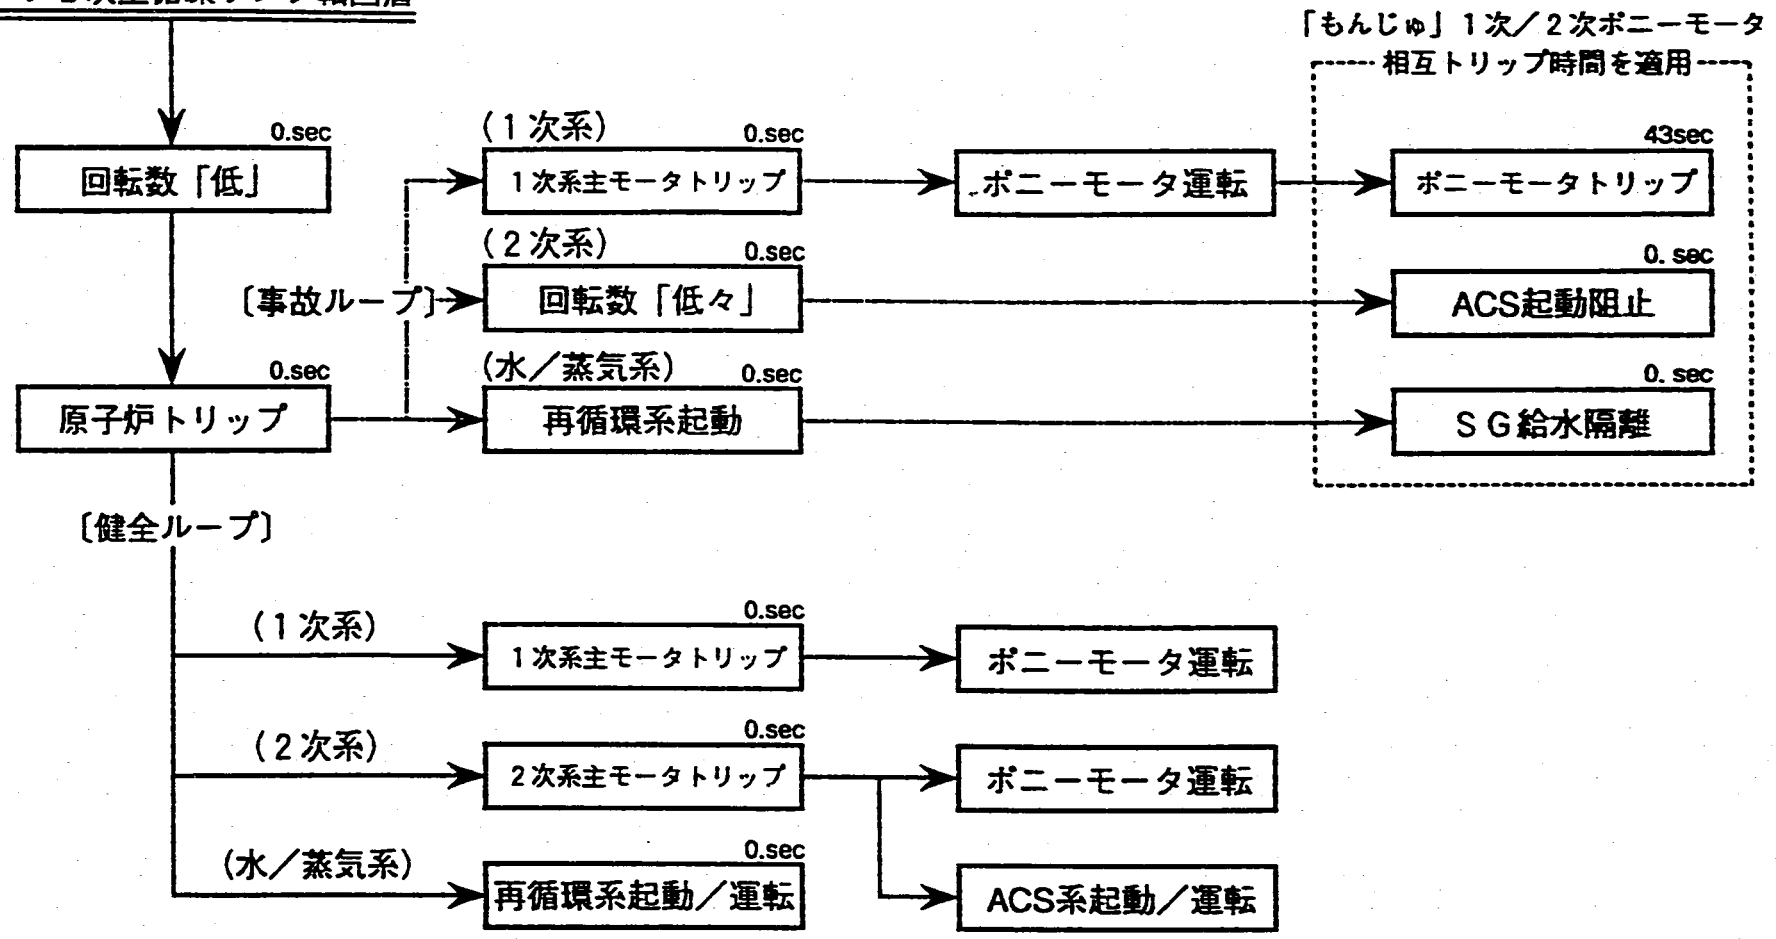 「もんじゅ」1次／2次ポニーモータ
相互トリップ時間を適用
0.sec
回転数「低」
(1次系)
0.sec
1次系主モータトリップ
ポニーモータ運転
43sec
ポニーモータトリップ
(2次系)
0.sec
〔事故ループ〕
回転数「低々」
0. sec
ACS起動阻止
0.sec
原子炉トリップ
(水／蒸気系)
0.sec
再循環系起動
0. sec
SG給水隔離
〔健全ループ〕
(1次系)
0.sec
1次系主モータトリップ
ポニーモータ運転
(2次系)
0.sec
2次系主モータトリップ
ポニーモータ運転
(水／蒸気系)
0.sec
再循環系起動／運転
ACS系起動／運転